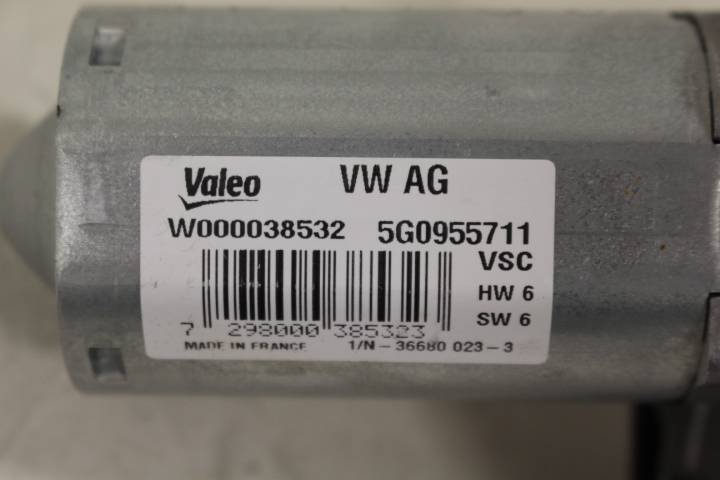 Valeo VW AG
W000038532 5G0955711
VSC
HW 6
SW 6
7 298000 385323
MADE IN FRANCE 1/N - 36680 023 - 3